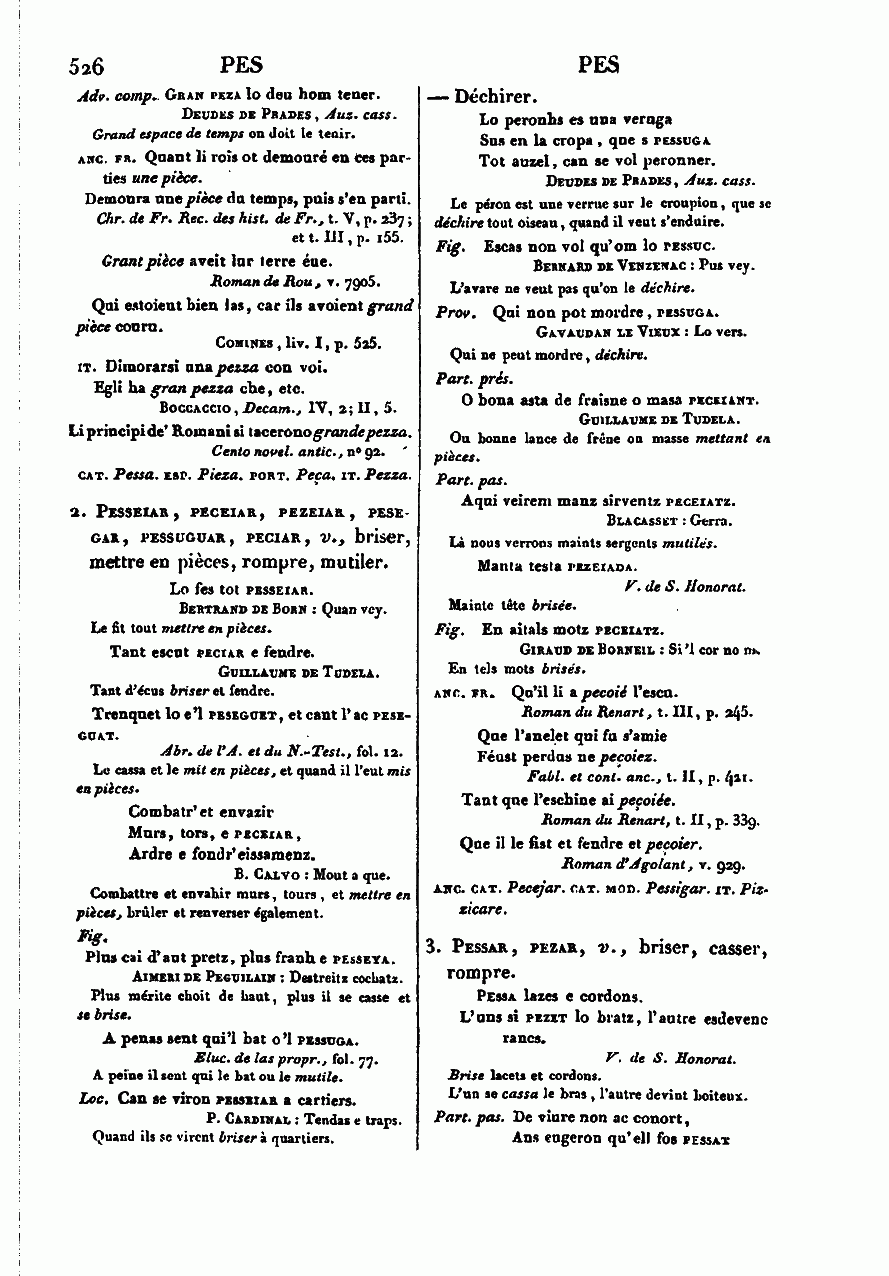 526 PES PES
Adv. comp. GRAN PEZA lo deu hom tener.
DEUDES DE PRADES, Auz. cass.
Grand espace de temps on doit le tenir.
ANC. FR. Quant li rois ot demouré en ces par-
ties une pièce.
Demoura une pièce du temps, puis s'en parti.
Chr. de Fr. Rec. des hist. de Fr., t. V, p. 237;
et t. III, p. 155.
Grant pièce aveit lur terre éue.
Roman de Rou, v. 7905.
Qui estoient bien las, car ils avoient grand
pièce couru.
COMINES, liv. I, p. 525.
IT. Dimorarsi una pezza con voi.
Egli ha gran pezza che, etc.
BOCCACCIO, Decam., IV, 2; II, 5.
Li principi de' Romani si tacerono grande pezza.
Cento novel. antic., nº 92.
CAT. Pessa. ESP. Pieza. PORT. Peça. IT. Pezza.
2. PESSEIAR, PECEIAR, PEZEIAR, PESE-
GAR, PESSUGUAR, PECIAR, v., briser,
mettre en pièces, rompre, mutiler.
Lo fes tot PESSEIAR.
BERTRAND DE BORN : Quan vey.
Le fit tout mettre en pièces.
Tant escut PECIAR e fendre.
GUILLAUME DE TUDELA.
Tant d'écus briser et fendre.
Trenquet lo e'l PESEGUET, et cant l'ac PESE-
GUAT.
Abr. de l'A. et du N.-Test., fol. 12.
Le cassa et le mit en pièces, et quand il l'eut mis
en pièces.
Combatr' et envazir
Murs, tors, e PECEIAR,
Ardre e fondr' eissamenz.
B. CALVO : Mout a que.
Combattre et envahir murs, tours, et mettre en
pièces, brûler et renverser également.
Fig.
Plus cai d'aut pretz, plus franh e PESSEYA.
AIMERI DE PEGUILAIN : Destreitz cochatz.
Plus mérite choit de haut, plus il se casse et
se brise.
A penas sent qui'l bat o'l PESSUGA.
Eluc. de las propr., fol. 77.
A peine il sent qui le bat ou le mutile.
Loc. Can se viron PESSEIAR a cartiers.
P. CARDINAL : Tendas e traps.
Quand ils se virent briser à quartiers.
— Déchirer.
Lo peronhs es una veruga
Sus en la cropa, que s PESSUGA
Tot auzel, can se vol peronner.
DEUDES DE PRADES, Auz. cass.
Le péron est une verrue sur le croupion, que se
déchire tout oiseau, quand il veut s'enduire.
Fig. Escas non vol qu'om lo PESSUC.
BERNARD DE VENZENAC : Pus vey.
L'avare ne veut pas qu'on le déchire.
Prov. Qui non pot mordre, PESSUGA.
GAVAUDAN LE VIEUX : Lo vers.
Qui ne peut mordre, déchire.
Part. prés.
O bona asta de fraisne o massa PECEIANT.
GUILLAUME DE TUDELA.
Ou bonne lance de frêne ou masse mettant en
pièces.
Part. pas.
Aqui veirem manz sirventz PECEIATZ.
BLACASSET : Gerra.
Là nous verrons maints sergents mutilés.
Manta testa PEZEIADA.
V. de S. Honorat.
Mainte tête brisée.
Fig. En aitals motz PECEIATZ.
GIRAUD DE BORNEIL : Si'l cor no m.
En tels mots brisés.
ANC. FR. Qu'il li a pecoié l'escu.
Roman du Renart, t. III, p. 245.
Que l'anelet qui fu s'amie
Féust perdus ne peçoiez.
Fabl. et cont. anc., t. II, p. 421.
Tant que l'eschine ai peçoiée.
Roman du Renart, t. II, p. 339.
Que il le fist et fendre et peçoier.
Roman d'Agolant, v. 929.
ANC. CAT. Pecejar. CAT. MOD. Pessigar. IT. Piz-
zicare.
3. PESSAR, PEZAR, v., briser, casser,
rompre.
PESSA lazes e cordons.
L'uns si PEZET lo bratz, l'autre esdevenc
rancs.
V. de S. Honorat.
Brise lacets et cordons.
L'un se cassa le bras, l'autre devint boiteux.
Part. pas. De viure non ac conort,
Ans cugeron qu'ell fos PESSAT